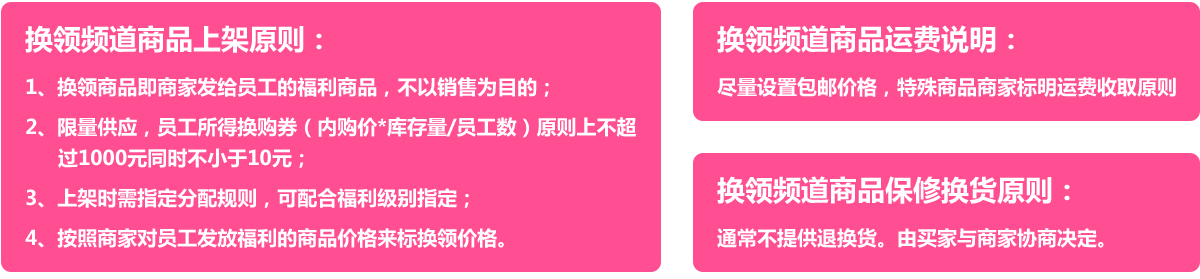 换领频道商品上架原则：
1、换领商品即商家发给员工的福利商品，不以销售为目的；
2、限量供应，员工所得换购券（内购价*库存量/员工数）原则上不超
过1000元同时不小于10元；
3、上架时需指定分配规则，可配合福利级别指定；
4、按照商家对员工发放福利的商品价格来标换领价格。
换领频道商品运费说明：
尽量设置包邮价格，特殊商品商家标明运费收取原则
换领频道商品保修换货原则：
通常不提供退换货。由买家与商家协商决定。